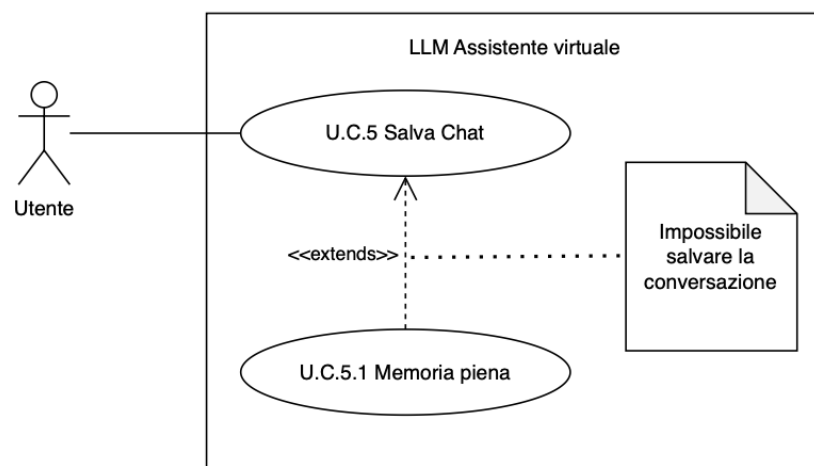 LLM Assistente virtuale
U.C.5 Salva Chat
Utente
<<extends>>
Impossibile
salvare la
conversazione
U.C.5.1 Memoria piena